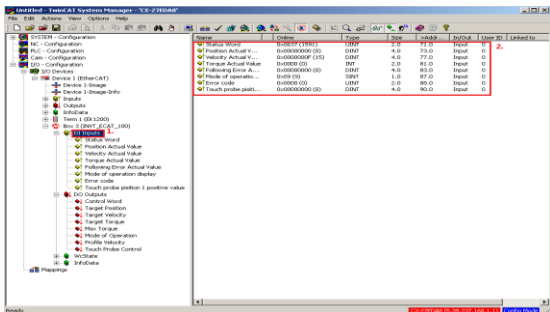 Untitled - TwinCAT System Manager - 'CX-27EDA8'
File Edit Actions View Options Help
SYSTEM - Configuration
NC - Configuration
PLC - Configuration
Cam - Configuration
I/O - Configuration
I/O Devices
Device 1 (EtherCAT)
Device 1-Image
Device 1-Image-Info
Inputs
Outputs
InfoData
Term 1 (EK1200)
Box 3 (INVT_ECAT_100)
DI Inputs 1.
Status Word
Position Actual Value
Velocity Actual Value
Torque Actual Value
Following Error Actual Value
Mode of operation display
Error code
Touch probe pistion 1 positive value
DO Outputs
Control Word
Target Position
Target Velocity
Target Torque
Max Torque
Mode of Operation
Profile Velocity
Touch Probe Control
WcState
InfoData
Mappings
Name Online Type Size >Addr... In/Out User ID Linked to
Status Word 0x0637 (1591) UINT 2.0 71.0 Input 0 2.
Position Actual V... 0x00000000 (0) DINT 4.0 73.0 Input 0
Velocity Actual V... 0x0000000F (15) DINT 4.0 77.0 Input 0
Torque Actual Value 0x0000 (0) INT 2.0 81.0 Input 0
Following Error A... 0x00000000 (0) DINT 4.0 83.0 Input 0
Mode of operatio... 0x09 (9) SINT 1.0 87.0 Input 0
Error code 0x0000 (0) UINT 2.0 88.0 Input 0
Touch probe pisti... 0x00000000 (0) DINT 4.0 90.0 Input 0
Ready Config Mode